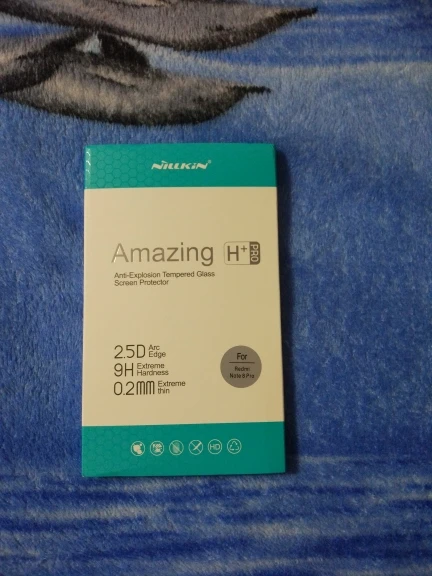 NILLKIN
Amazing H+ PRO
Anti-Explosion Tempered Glass
Screen Protector
2.5D Arc Edge
9H Extreme Hardness
0.2mm Extreme thin
For
Redmi
Note 8 Pro
HD